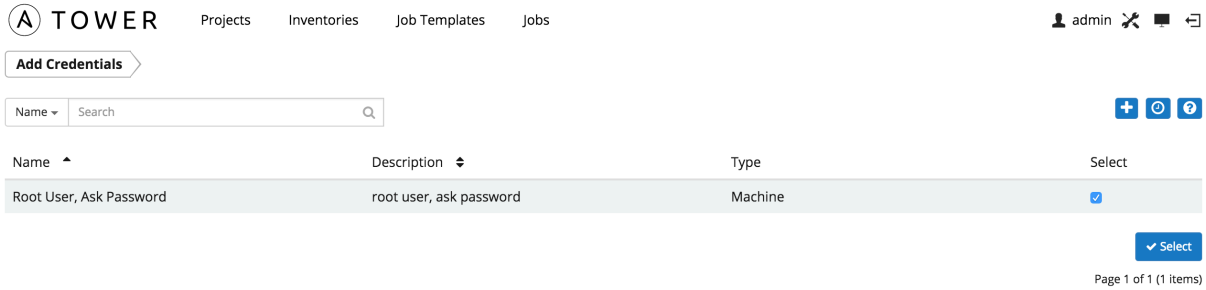 TOWER Projects Inventories Job Templates Jobs admin
Add Credentials
Name Search
Name Description Type Select
Root User, Ask Password root user, ask password Machine
Select
Page 1 of 1 (1 items)